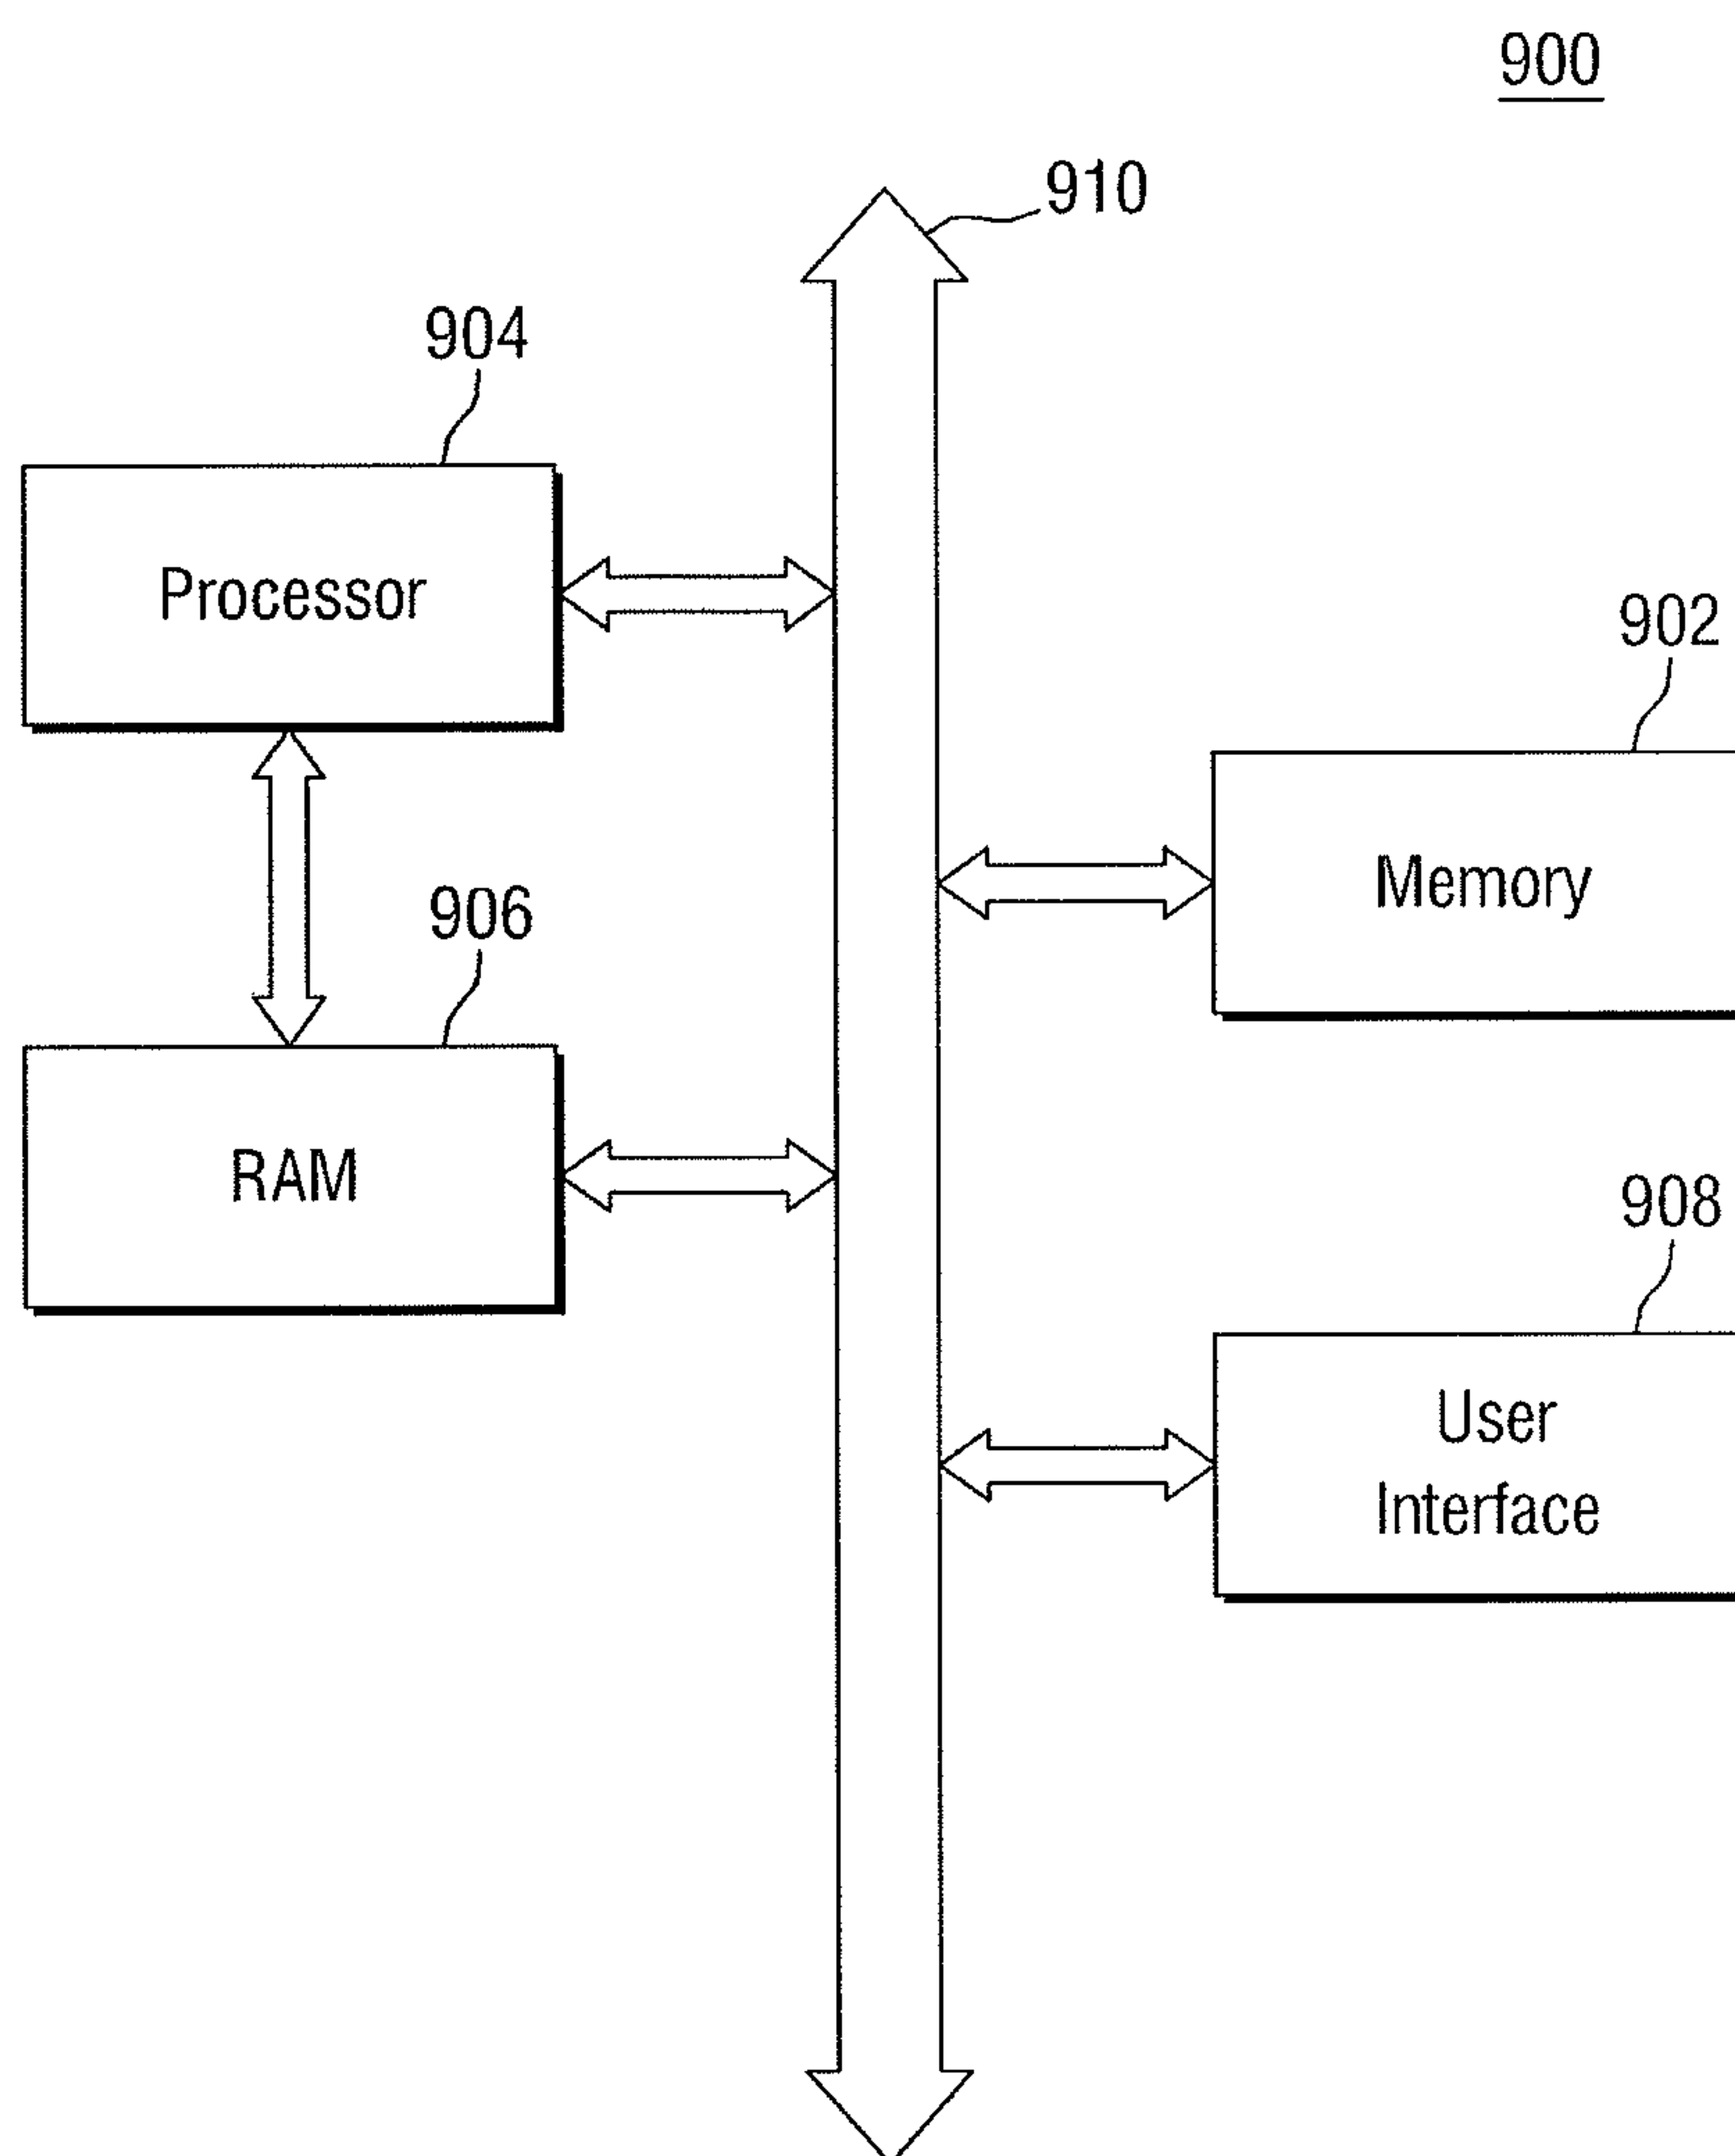 900
910
904
Processor
902
Memory
906
RAM
908
User
Interface